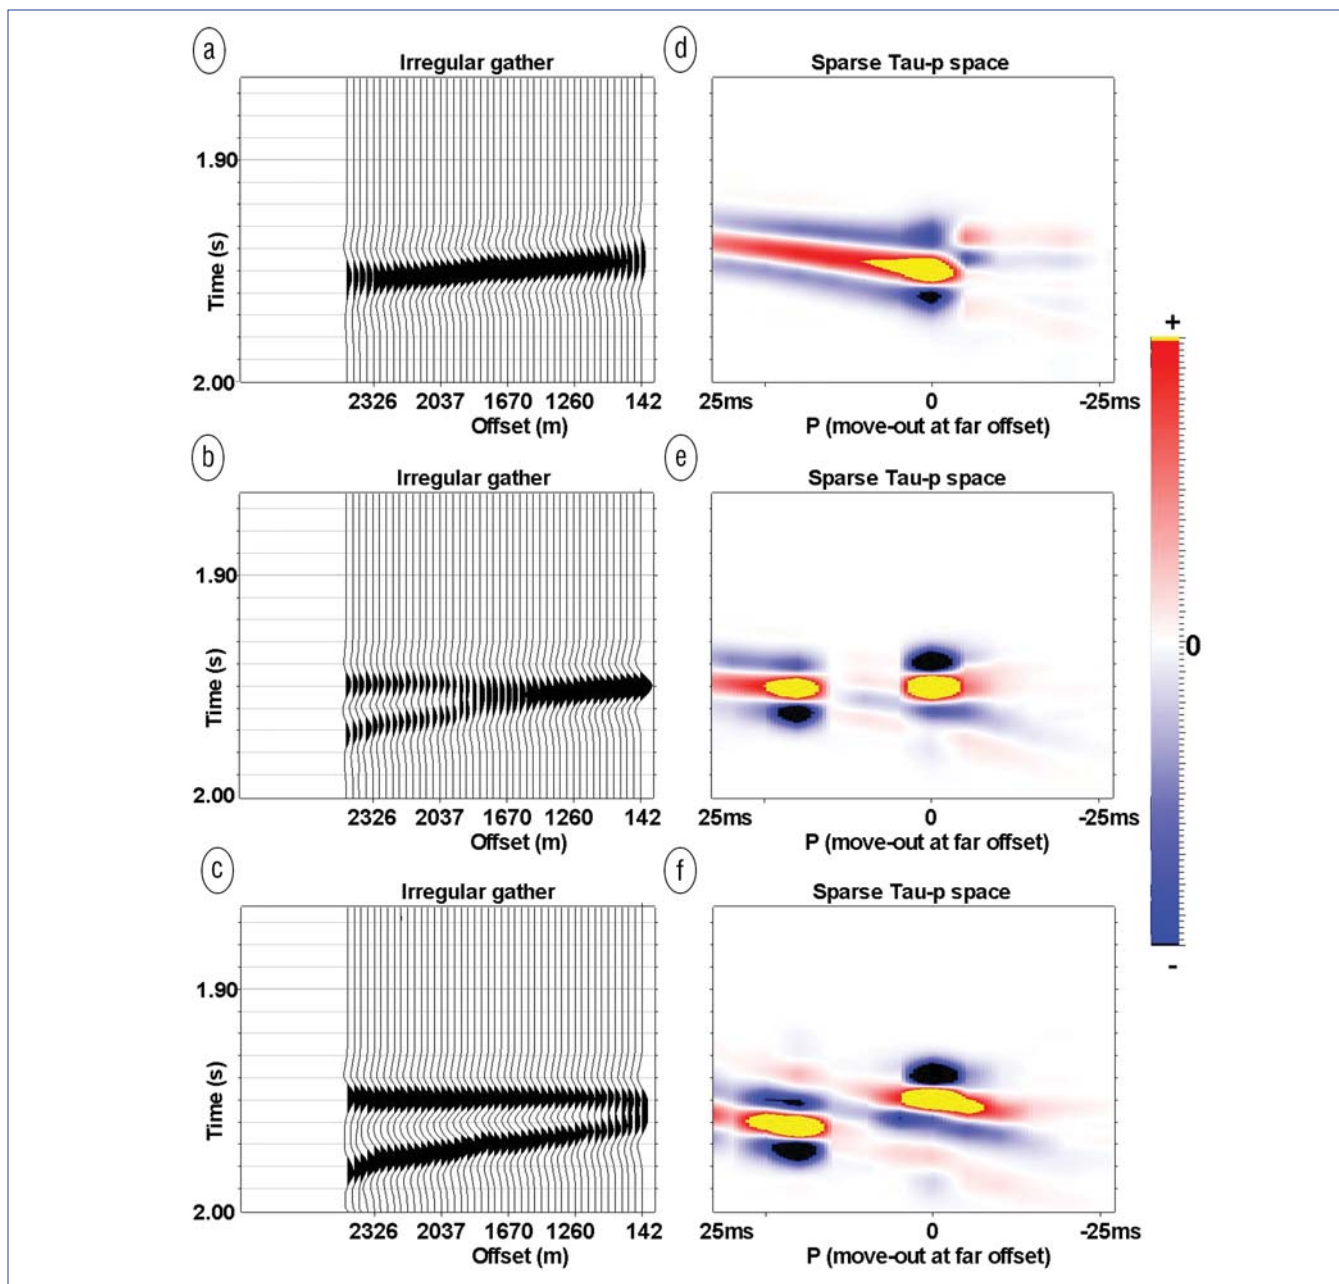 a
Irregular gather
1.90
Time (s)
2.00
2326 2037 1670 1260 142
Offset (m)
d
Sparse Tau-p space
25ms 0 -25ms
P (move-out at far offset)
b
Irregular gather
1.90
Time (s)
2.00
2326 2037 1670 1260 142
Offset (m)
e
Sparse Tau-p space
25ms 0 -25ms
P (move-out at far offset)
c
Irregular gather
1.90
Time (s)
2.00
2326 2037 1670 1260 142
Offset (m)
f
Sparse Tau-p space
25ms 0 -25ms
P (move-out at far offset)
+
0
-